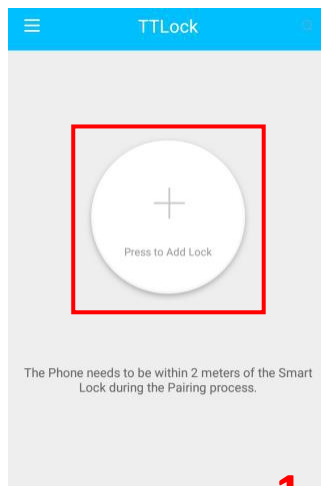 TTLock
Press to Add Lock
The Phone needs to be within 2 meters of the Smart
Lock during the Pairing process.
1